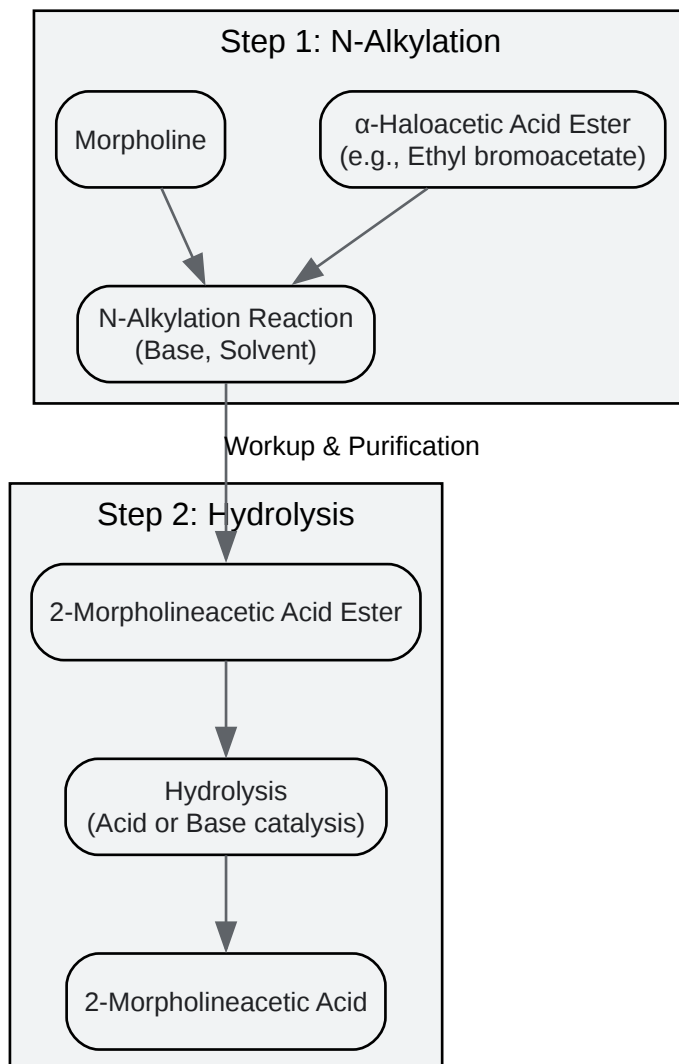 Step 1: N-Alkylation
Morpholine
α-Haloacetic Acid Ester
(e.g., Ethyl bromoacetate)
N-Alkylation Reaction
(Base, Solvent)
Workup & Purification
Step 2: Hydrolysis
2-Morpholineacetic Acid Ester
Hydrolysis
(Acid or Base catalysis)
2-Morpholineacetic Acid